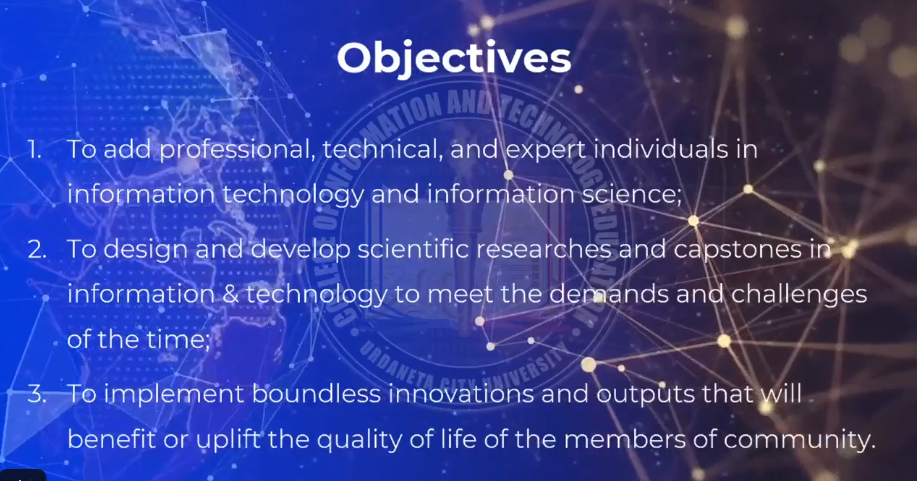 Objectives
1. To add professional, technical, and expert individuals in
information technology and information science;
2. To design and develop scientific researches and capstones in
information & technology to meet the demands and challenges
of the time;
3. To implement boundless innovations and outputs that will
benefit or uplift the quality of life of the members of community.
COLLEGE OF INFORMATION AND TECHNOLOGY EDUCATION
URDANETA CITY UNIVERSITY